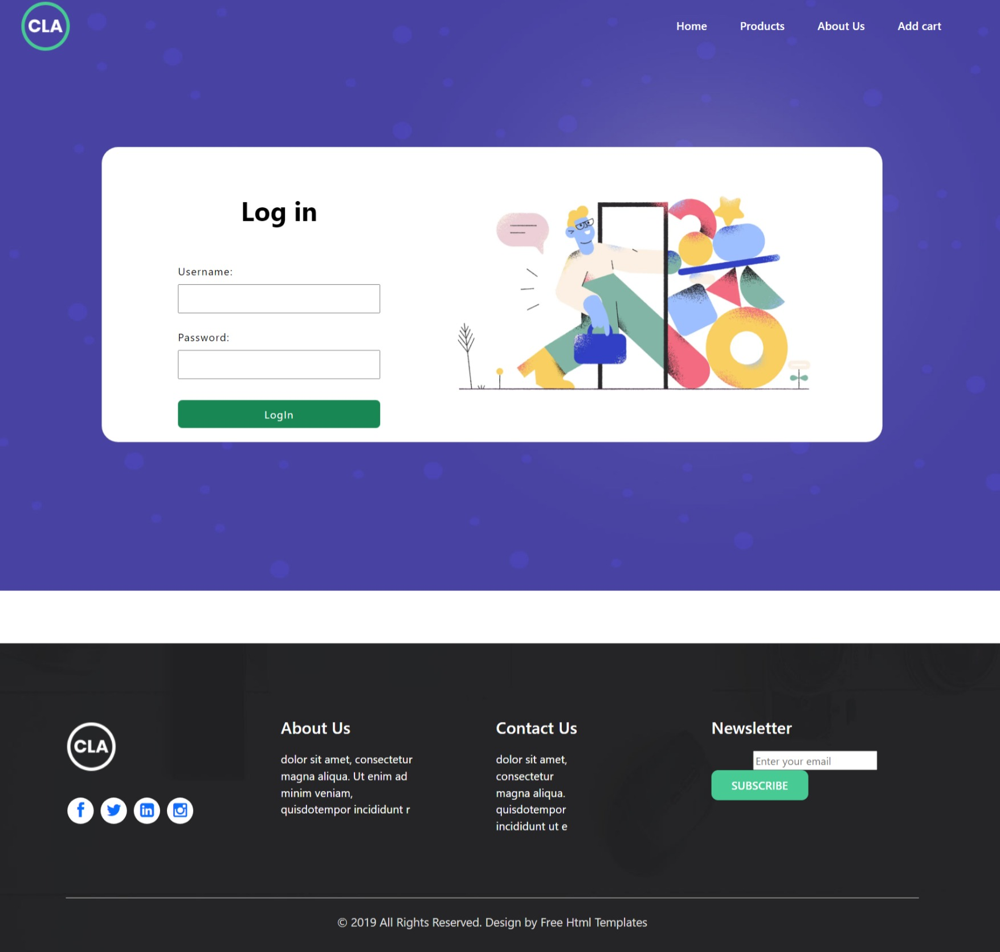 CLA
Home Products About Us Add cart
Log in
Username:
Password:
LogIn
CLA
About Us
dolor sit amet, consectetur
magna aliqua. Ut enim ad
minim veniam,
quisdotempor incididunt r
Contact Us
dolor sit amet,
consectetur
magna aliqua.
quisdotempor
incididunt ut e
Newsletter
Enter your email
SUBSCRIBE
© 2019 All Rights Reserved. Design by Free Html Templates